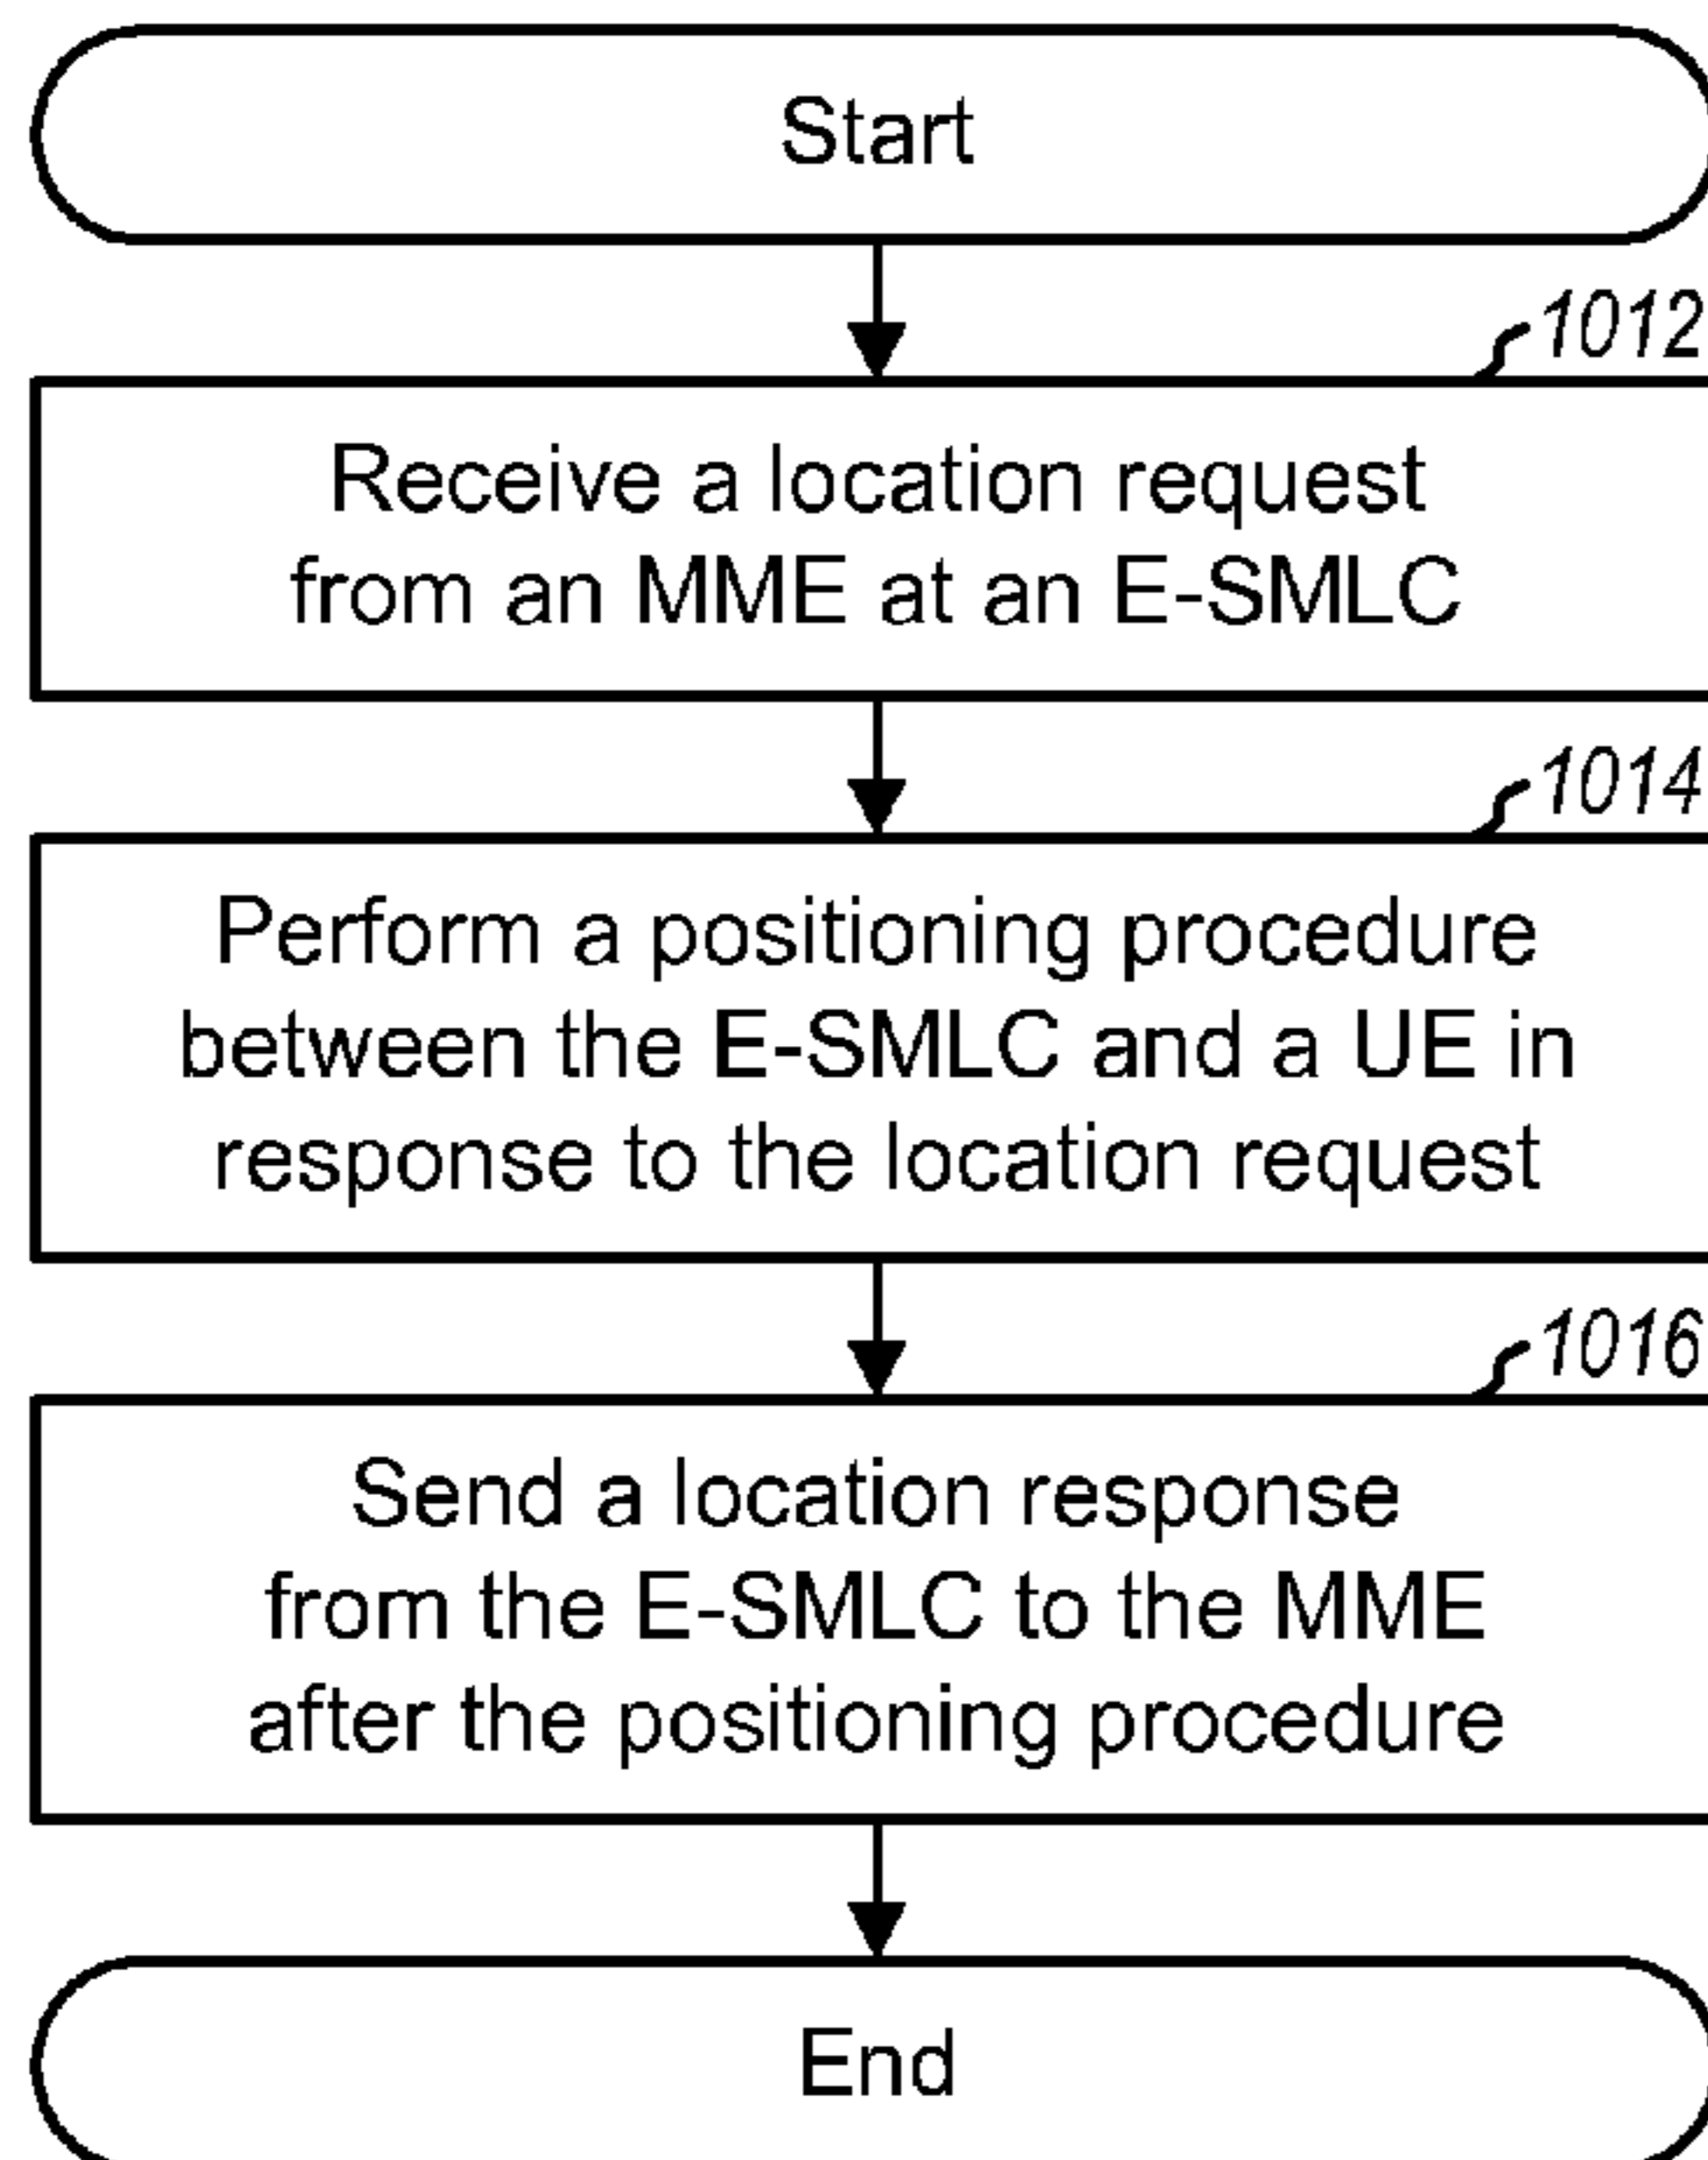 Start
1012
Receive a location request
from an MME at an E-SMLC
1014
Perform a positioning procedure
between the E-SMLC and a UE in
response to the location request
1016
Send a location response
from the E-SMLC to the MME
after the positioning procedure
End